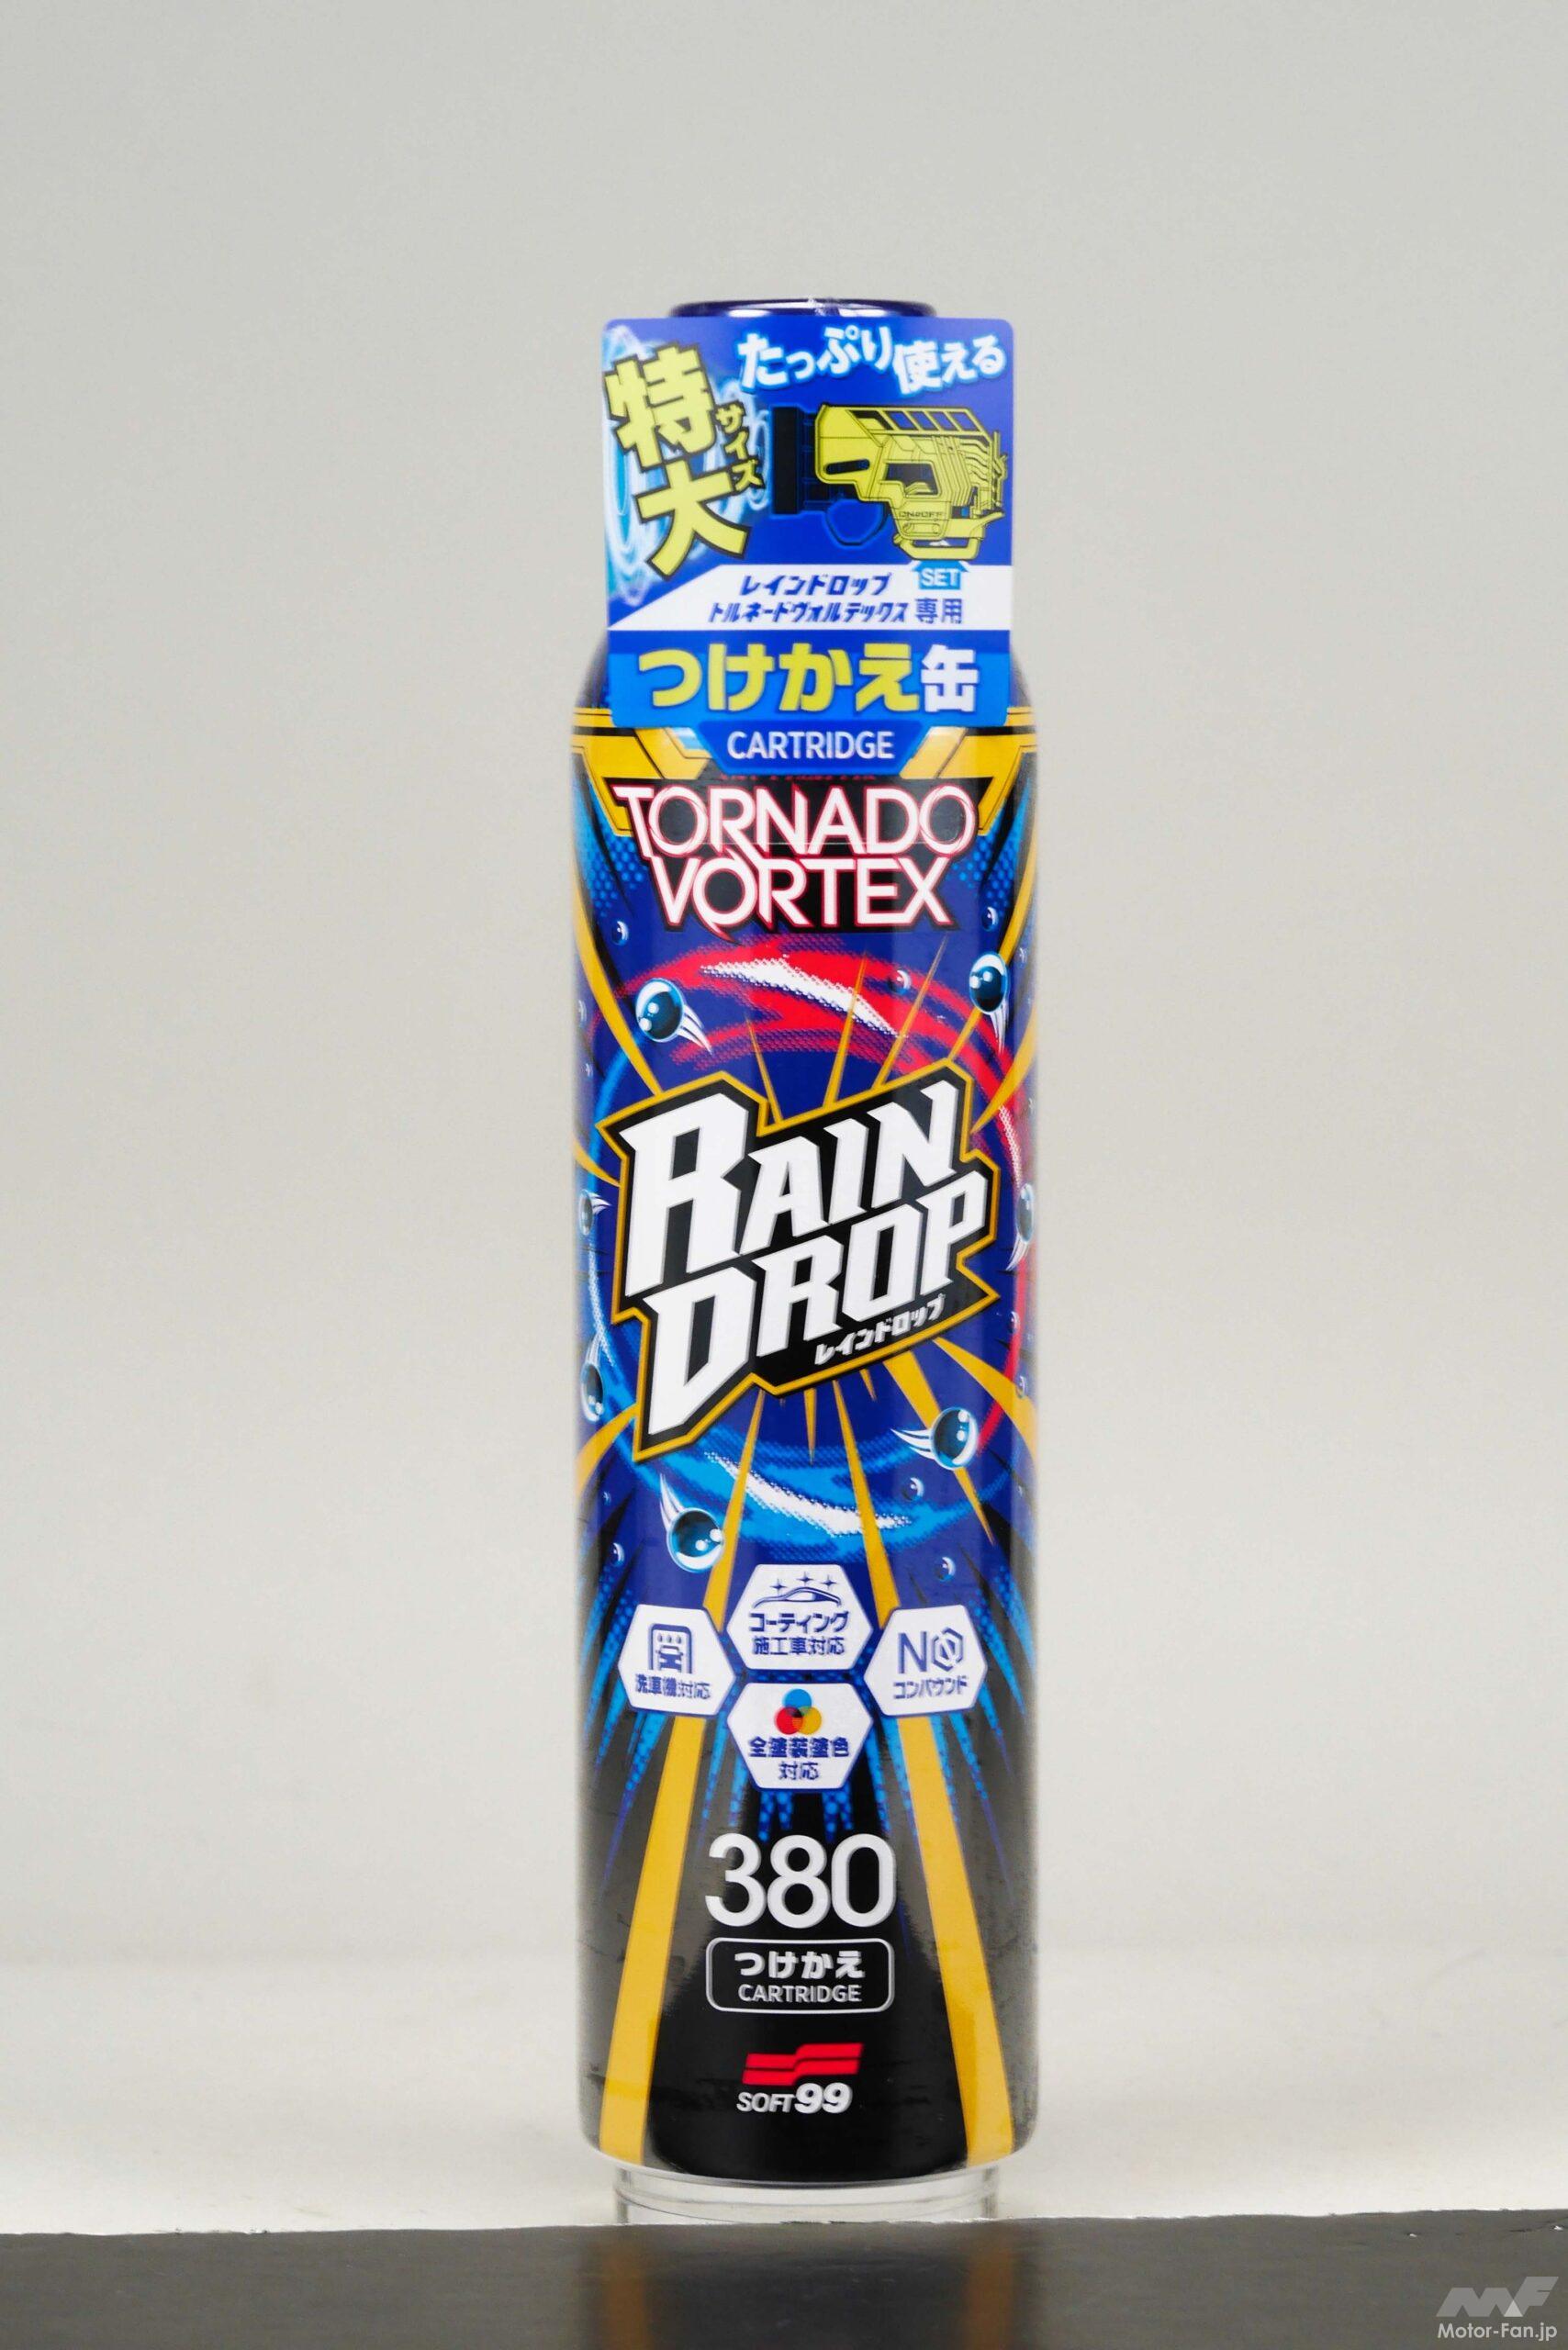 たっぷり使える
特大
サイズ
ON⇔OFF
レインドロップ
トルネードヴォルテックス
SET
専用
つけかえ缶
CARTRIDGE
TORNADO
VORTEX
RAIN
DROP
レインドロップ
コーティング
施工車対応
洗車機対応
NO
コンパウンド
全塗装塗色
対応
380
つけかえ
CARTRIDGE
SOFT99
MF
Motor-Fan.jp